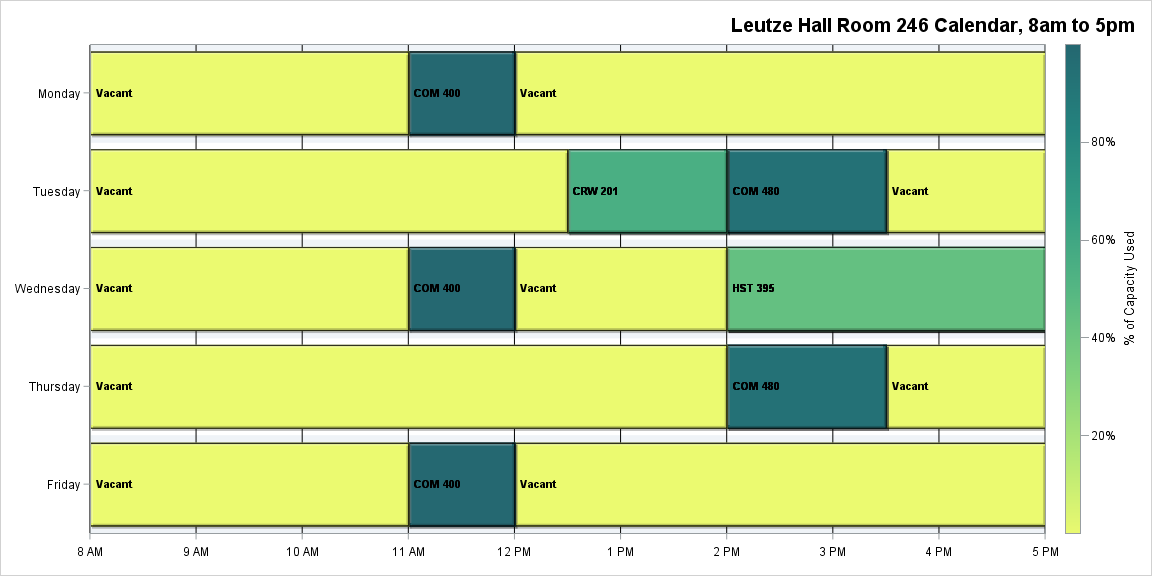 Leutze Hall Room 246 Calendar, 8am to 5pm
Monday
Vacant
COM 400
Vacant
Tuesday
Vacant
CRW 201
COM 480
Vacant
Wednesday
Vacant
COM 400
Vacant
HST 395
Thursday
Vacant
COM 480
Vacant
Friday
Vacant
COM 400
Vacant
8 AM
9 AM
10 AM
11 AM
12 PM
1 PM
2 PM
3 PM
4 PM
5 PM
80%
60%
40%
20%
% of Capacity Used